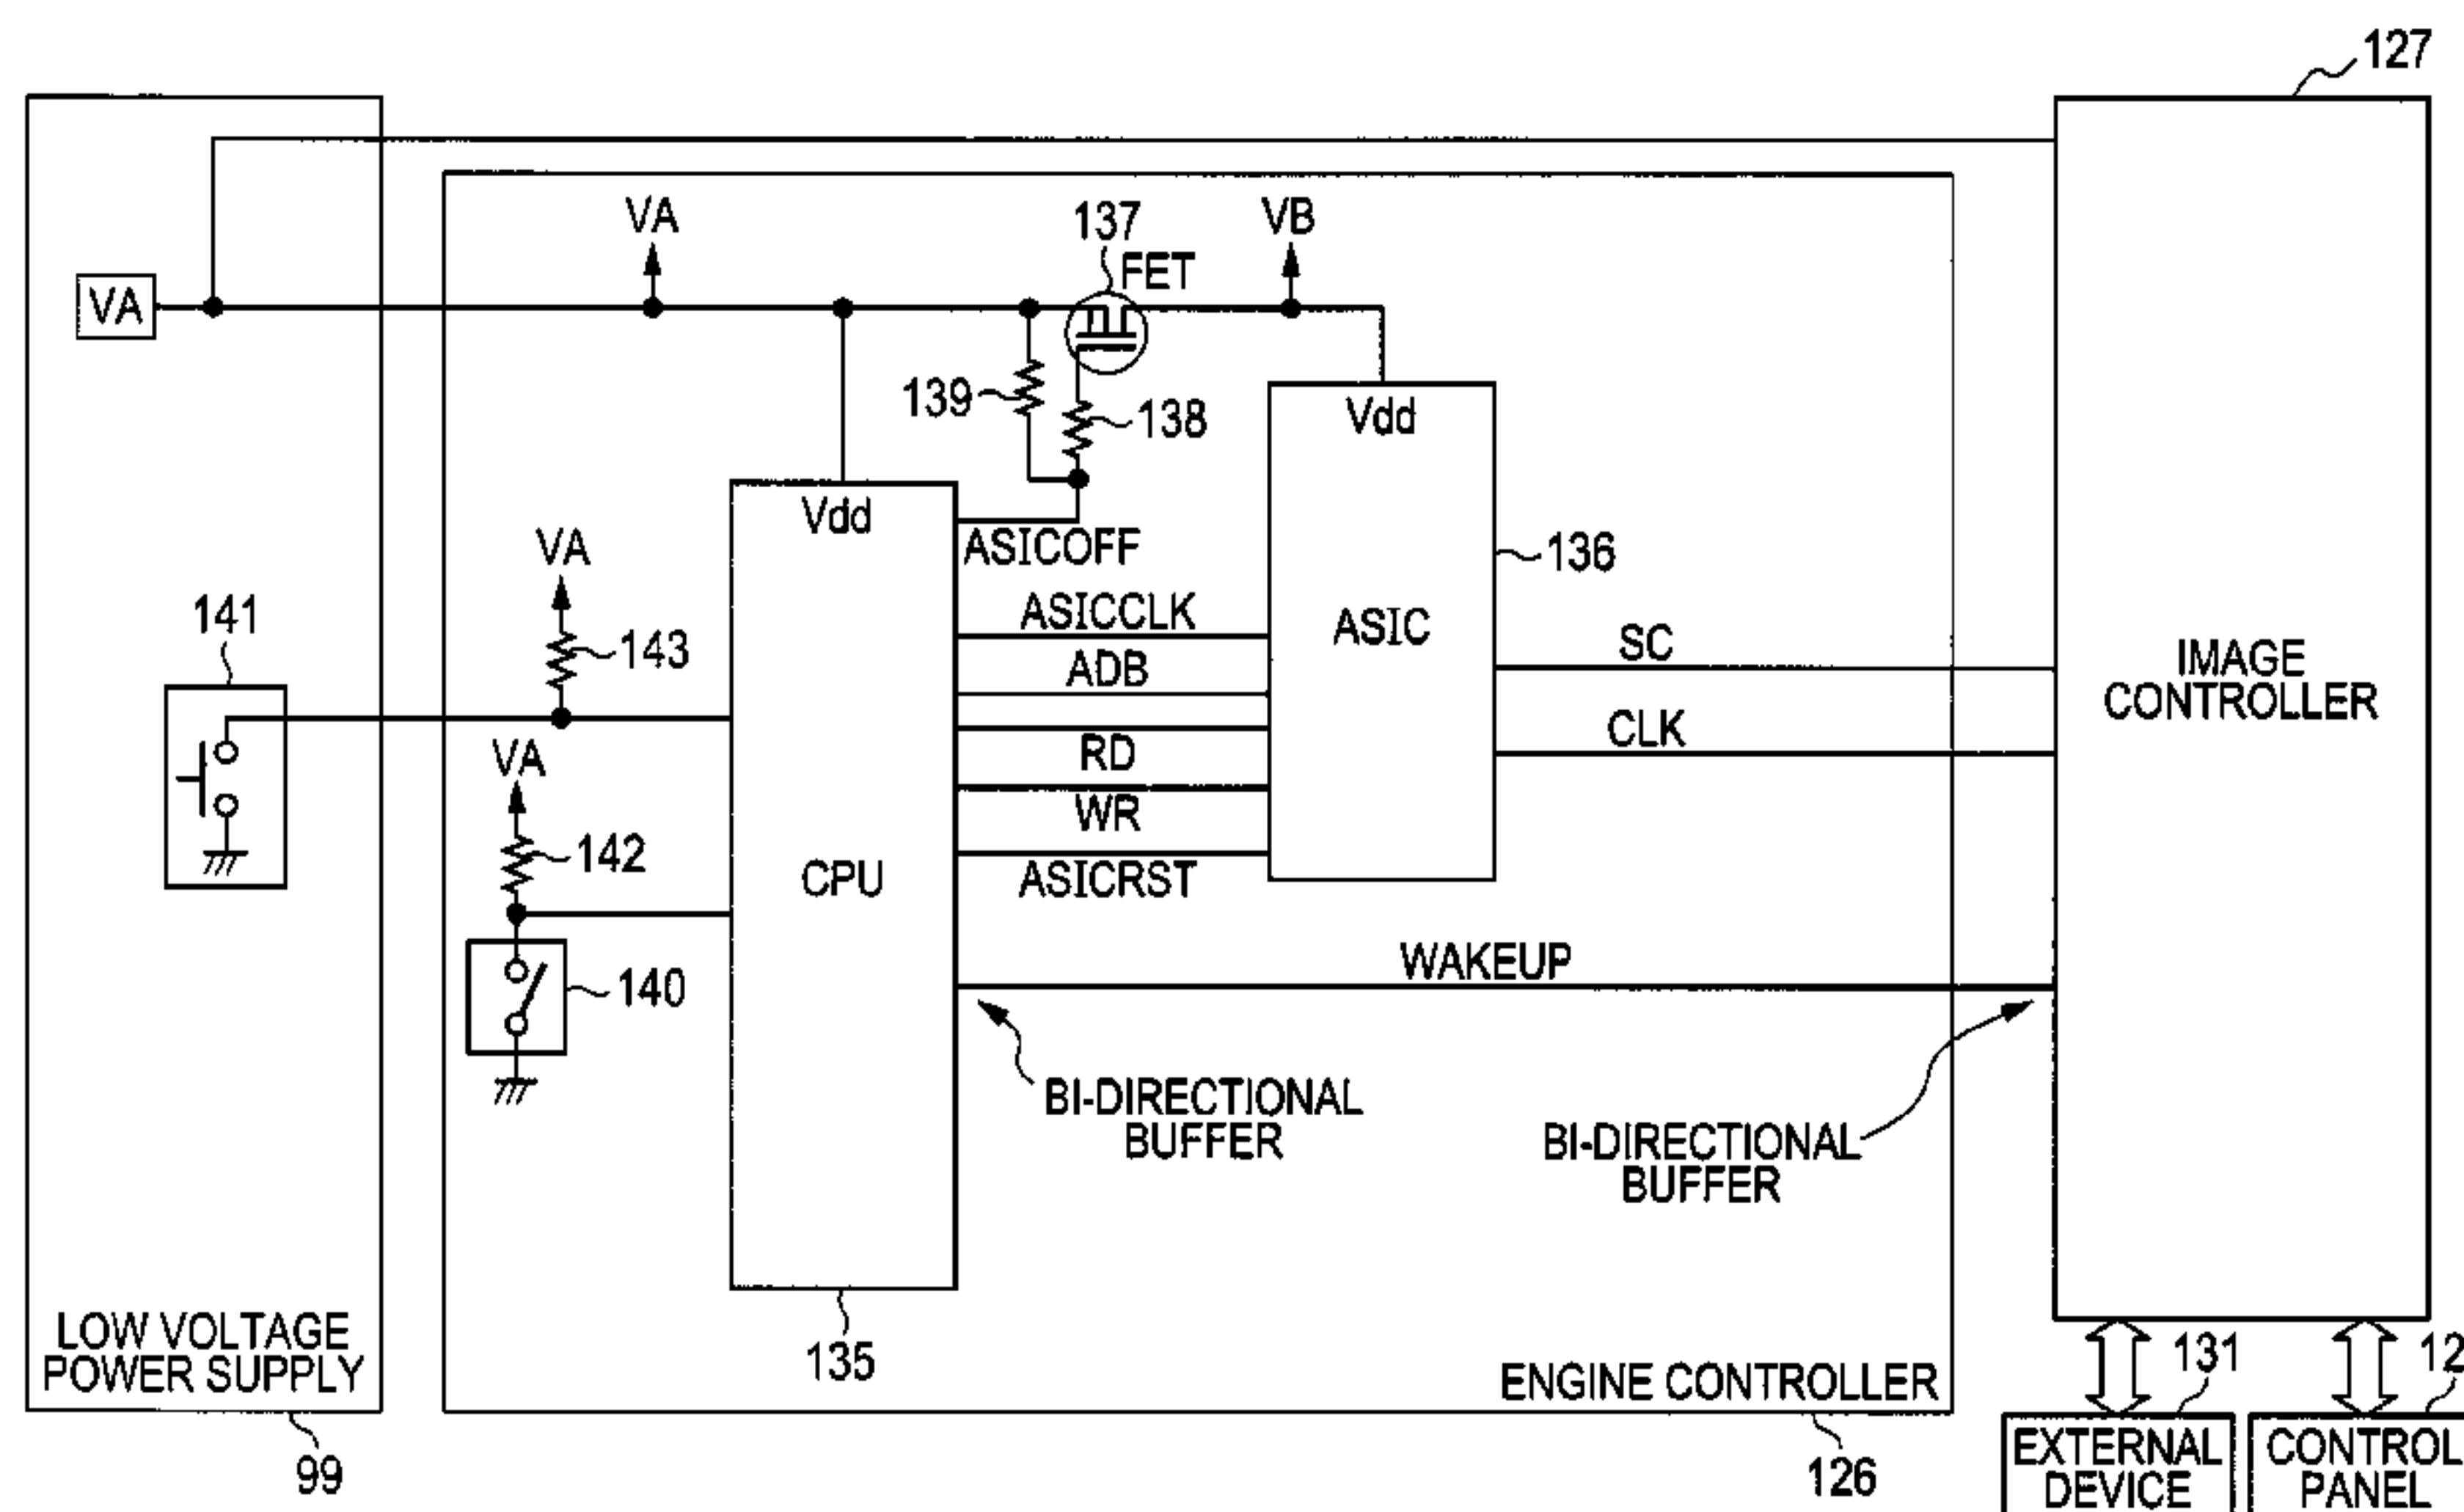 127
VA
137
FET
VB
VA
139
138
Vdd
Vdd
ASICOFF
VA
136
141
143
ASICCLK
ASIC
SC
IMAGE
CONTROLLER
ADB
CLK
VA
RD
WR
142
CPU
ASICRST
140
WAKEUP
BI-DIRECTIONAL
BUFFER
BI-DIRECTIONAL
BUFFER
LOW VOLTAGE
POWER SUPPLY
135
ENGINE CONTROLLER
131
99
126
EXTERNAL
DEVICE
CONTROL
PANEL